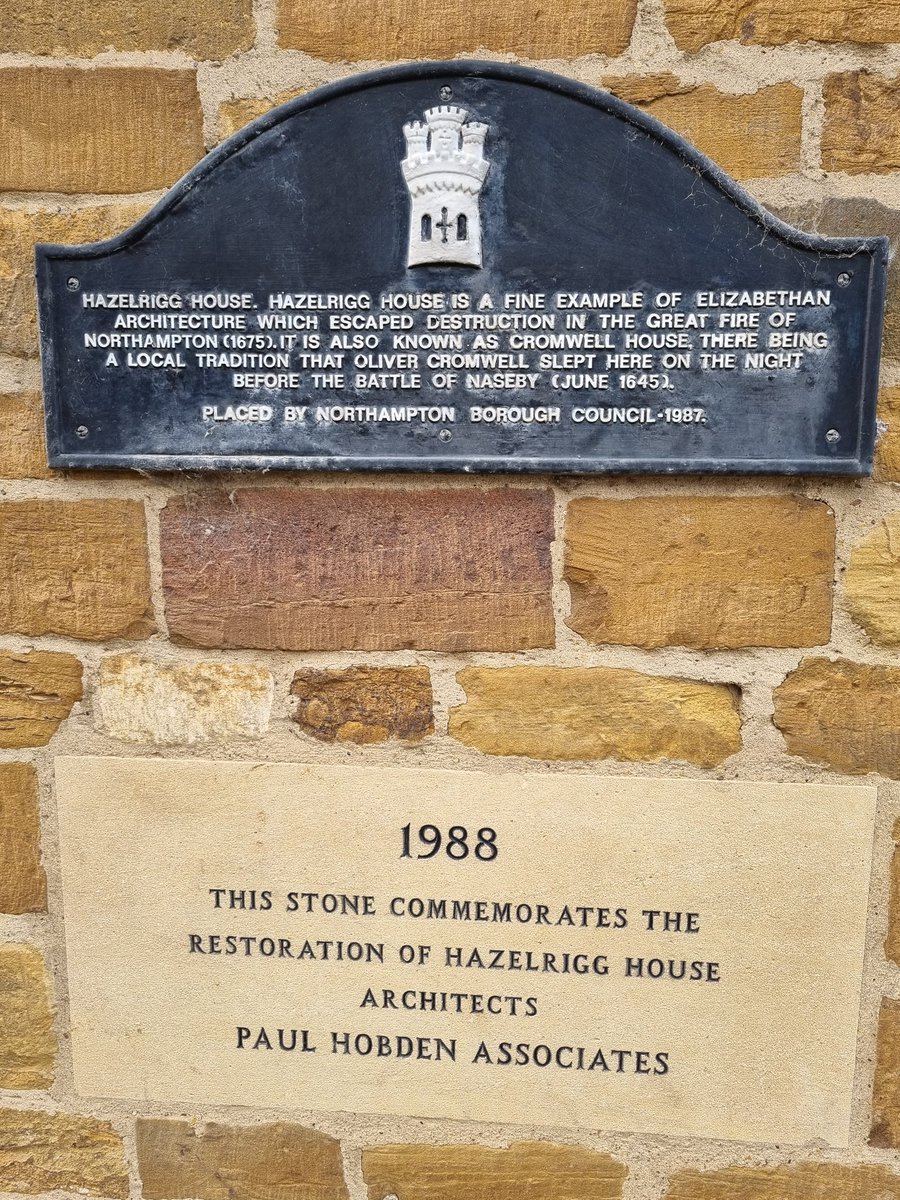 HAZELRIGG HOUSE. HAZELRIGG HOUSE IS A FINE EXAMPLE OF ELIZABETHAN
ARCHITECTURE WHICH ESCAPED DESTRUCTION IN THE GREAT FIRE OF
NORTHAMPTON (1675). IT IS ALSO KNOWN AS CROMWELL HOUSE, THERE BEING
A LOCAL TRADITION THAT OLIVER CROMWELL SLEPT HERE ON THE NIGHT
BEFORE THE BATTLE OF NASEBY (JUNE 1645).
PLACED BY NORTHAMPTON BOROUGH COUNCIL-1987.
1988
THIS STONE COMMEMORATES THE
RESTORATION OF HAZELRIGG HOUSE
ARCHITECTS
PAUL HOBDEN ASSOCIATES